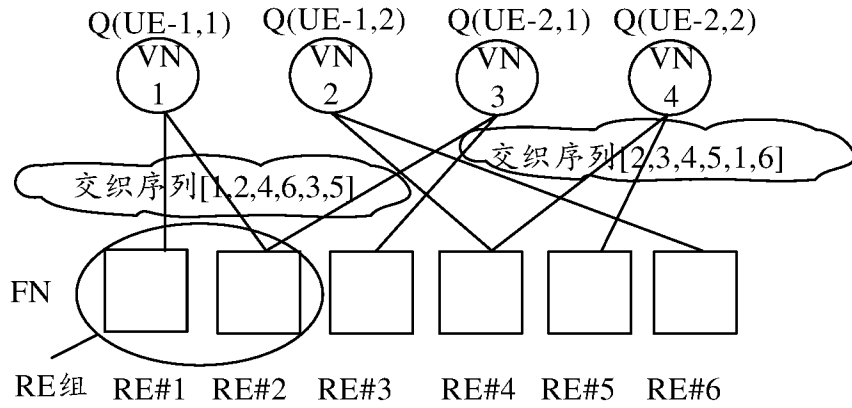 Q(UE-1,1) Q(UE-1,2) Q(UE-2,1) Q(UE-2,2)
VN 1
VN 2
VN 3
VN 4
交织序列[1,2,4,6,3,5]
交织序列[2,3,4,5,1,6]
FN
RE组 RE#1 RE#2 RE#3 RE#4 RE#5 RE#6